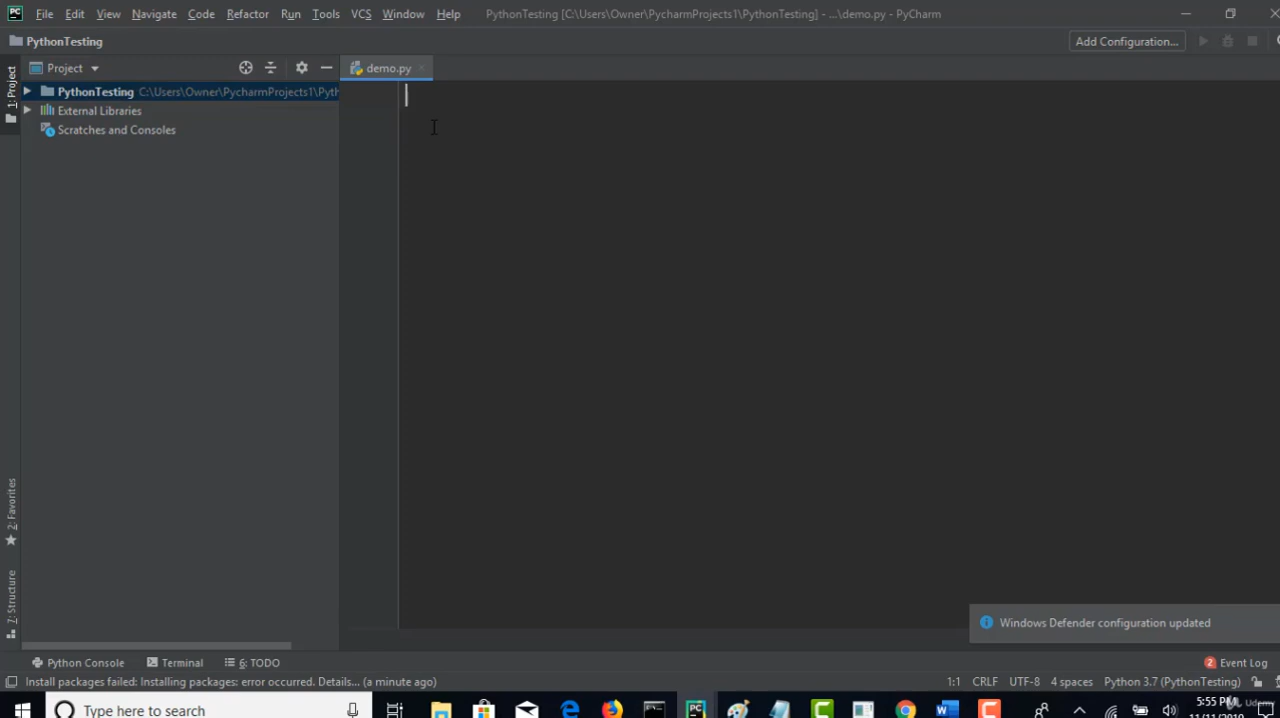 PC File Edit View Navigate Code Refactor Run Tools VCS Window Help PythonTesting [C:\Users\Owner\PycharmProjects1\PythonTesting] - ...\demo.py - PyCharm
PythonTesting Add Configuration...
1: Project Project demo.py
PythonTesting C:\Users\Owner\PycharmProjects1\Pyth
External Libraries
Scratches and Consoles
2: Favorites
7: Structure
Windows Defender configuration updated
Python Console Terminal 6: TODO 2 Event Log
Install packages failed: Installing packages: error occurred. Details... (a minute ago) 1:1 CRLF UTF-8 4 spaces Python 3.7 (PythonTesting)
Type here to search 5:55 PM